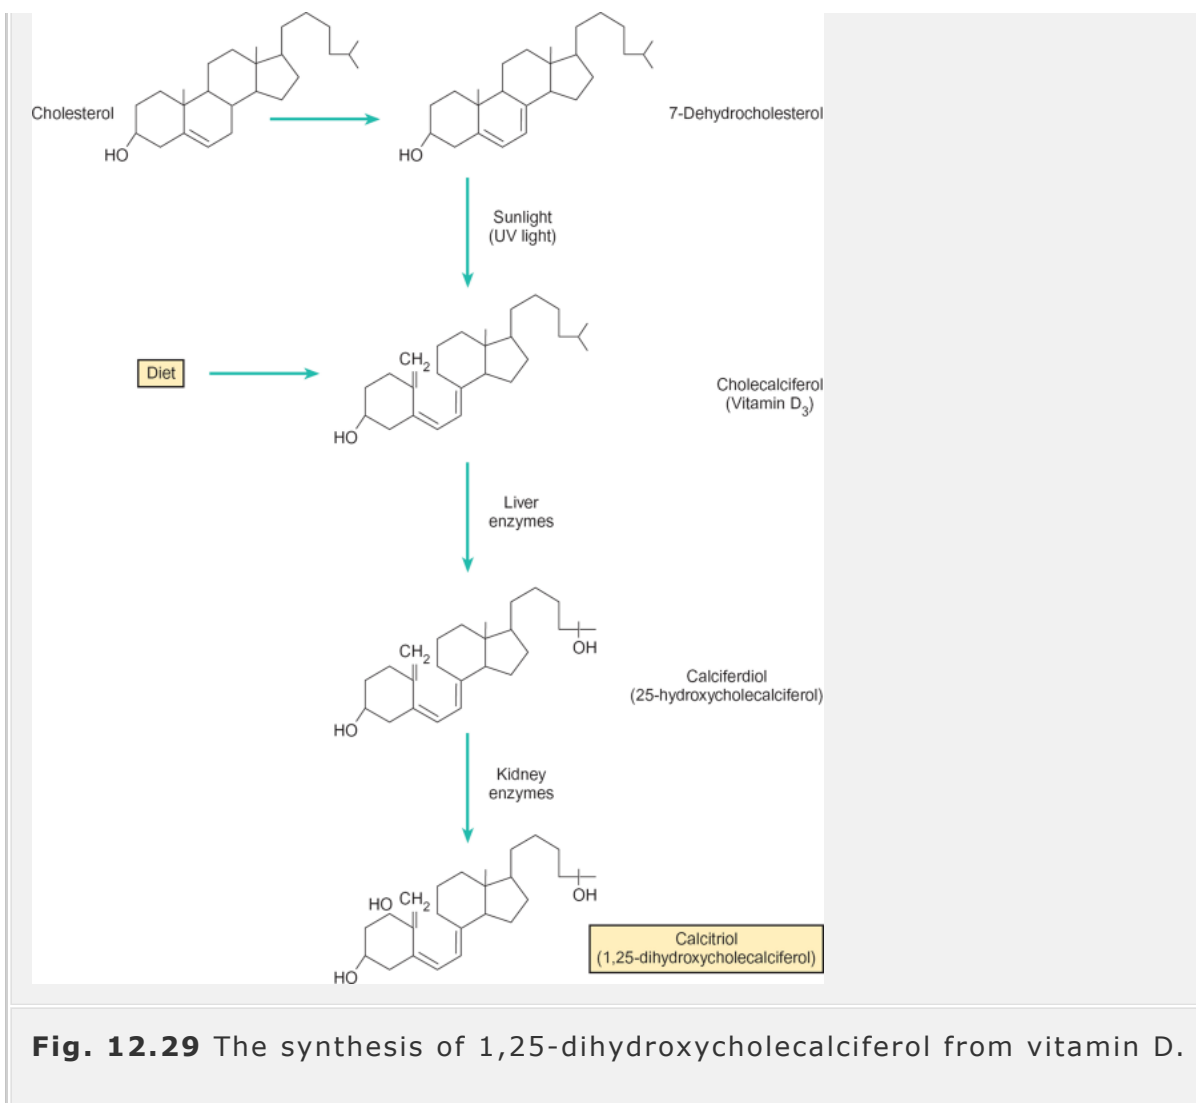 Cholesterol
HO
HO
7-Dehydrocholesterol
Sunlight
(UV light)
Diet
CH2
HO
Cholecalciferol
(Vitamin D3)
Liver
enzymes
CH2
OH
HO
Calciferdiol
(25-hydroxycholecalciferol)
Kidney
enzymes
HO CH2
OH
HO
Calcitriol
(1,25-dihydroxycholecalciferol)
Fig. 12.29 The synthesis of 1,25-dihydroxycholecalciferol from vitamin D.